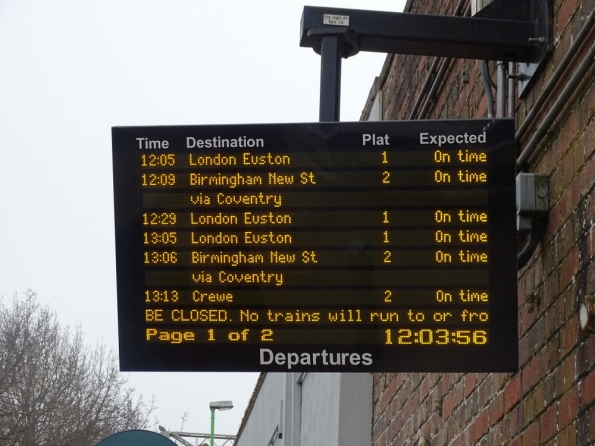 Time Destination Plat Expected
12:05 London Euston 1 On time
12:09 Birmingham New St 2 On time
via Coventry
12:29 London Euston 1 On time
13:05 London Euston 1 On time
13:06 Birmingham New St 2 On time
via Coventry
13:13 Crewe 2 On time
BE CLOSED. No trains will run to or fro
Page 1 of 2 12:03:56
Departures